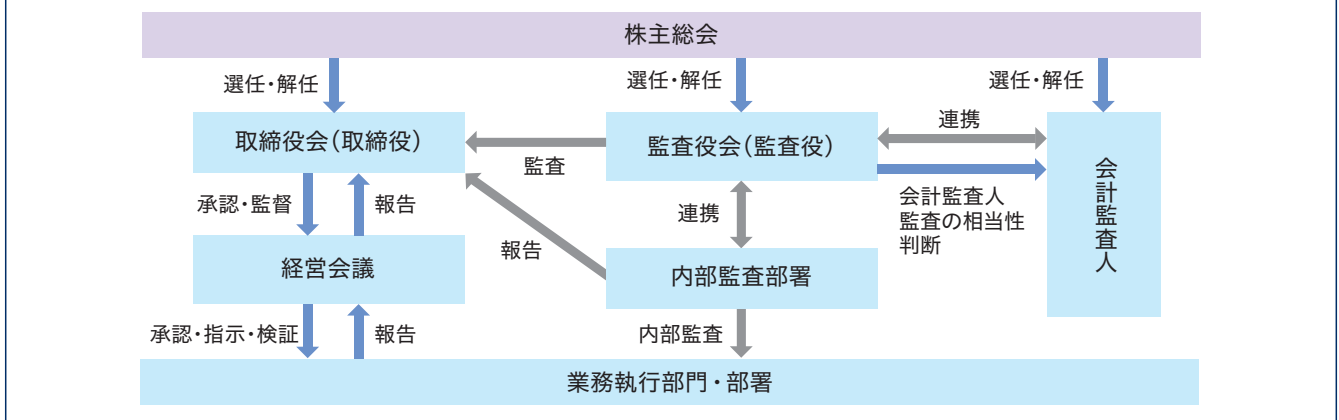 株主総会
選任・解任
選任・解任
選任・解任
取締役会(取締役)
監査
監査役会(監査役)
連携
会計監査人
監査の相当性
判断
会計監査人
承認・監督
報告
報告
連携
経営会議
内部監査部署
承認・指示・検証
報告
内部監査
業務執行部門・部署